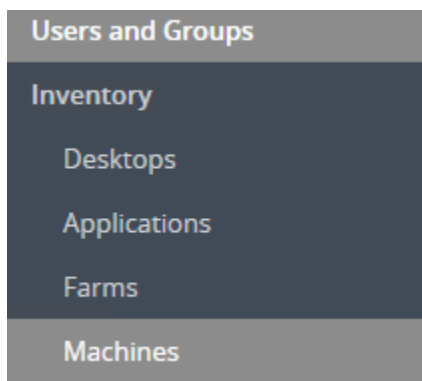 Users and Groups
Inventory
Desktops
Applications
Farms
Machines